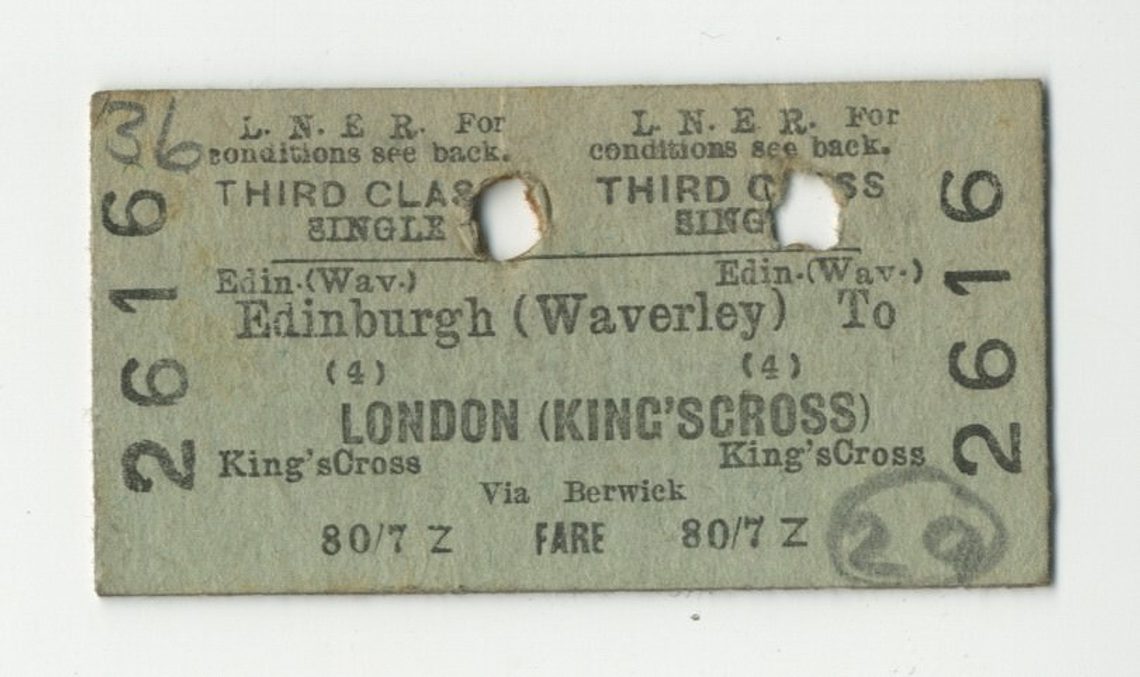 36
L. N. E R. For L. N. E R. For
conditions see back. conditions see back.
THIRD CLAS THIRD C SS
SINGLE SING
Edin.(Wav.) Edin.(Wav.)
Edinburgh (Waverley) To
(4) (4)
LONDON (KING'SCROSS)
King'sCross King'sCross
Via Berwick
80/7 Z FARE 80/7 Z
29
2616 2616